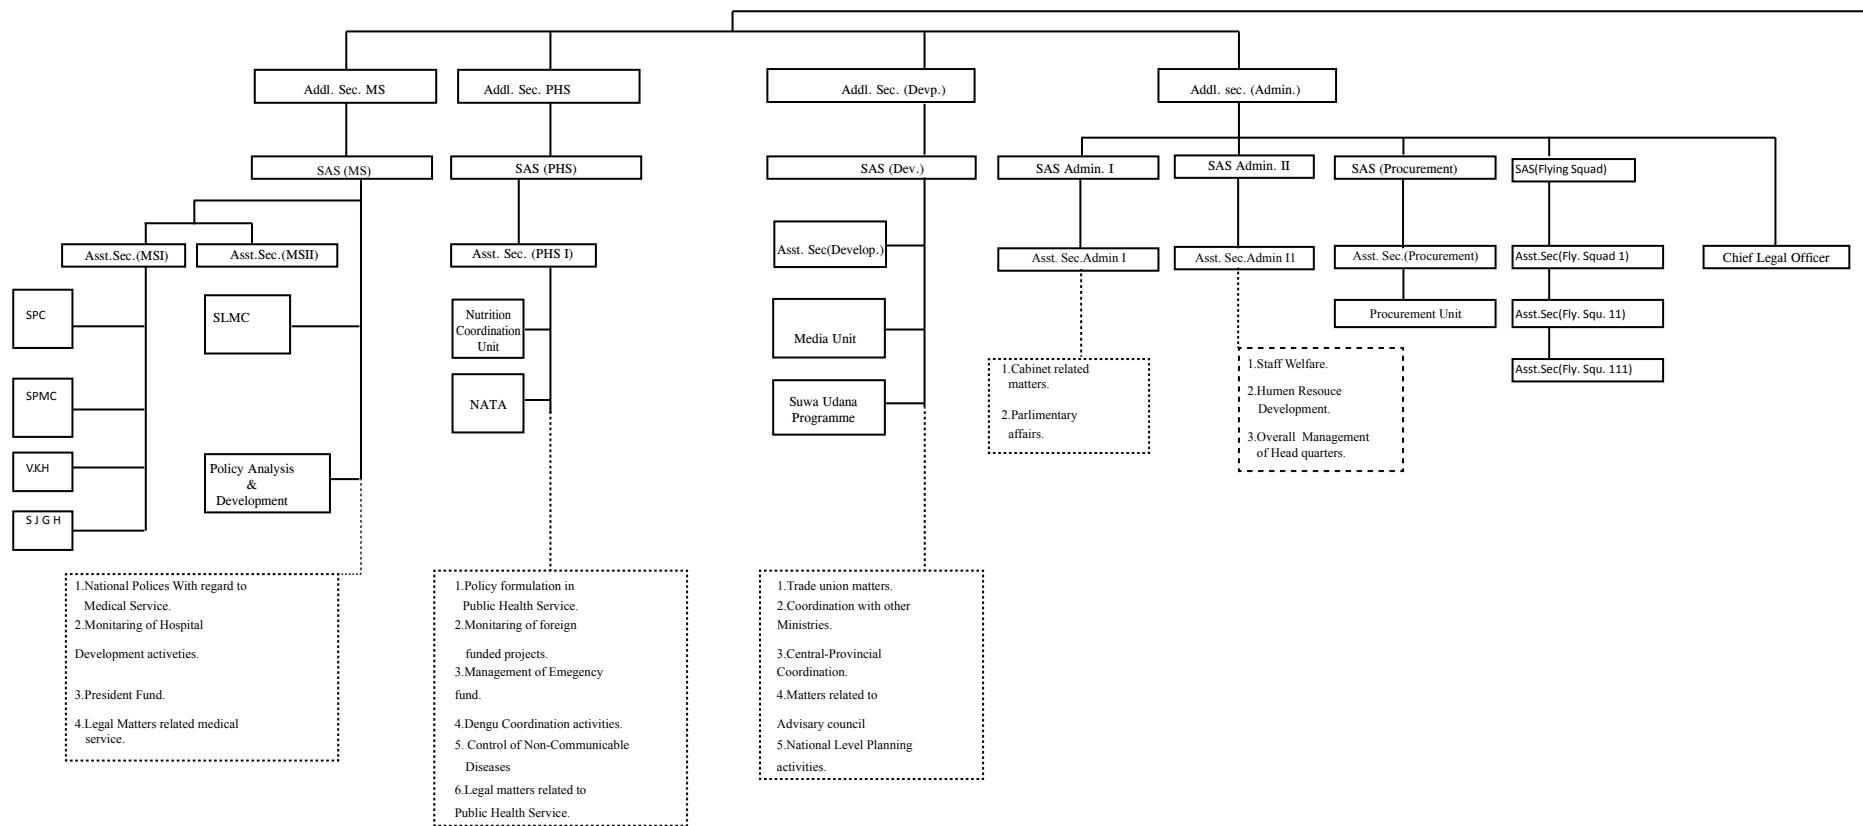 Addl. Sec. MS
Addl. Sec. PHS
Addl. Sec. (Devp.)
Addl. sec. (Admin.)
SAS (MS)
SAS (PHS)
SAS (Dev.)
SAS Admin. I
SAS Admin. II
SAS (Procurement)
SAS(Flying Squad)
Asst.Sec.(MSI)
Asst.Sec.(MSII)
Asst. Sec. (PHS I)
Asst. Sec(Develop.)
Asst. Sec.Admin I
Asst. Sec.Admin I1
Asst. Sec.(Procurement)
Asst.Sec(Fly. Squad 1)
Chief Legal Officer
SPC
SLMC
Nutrition
Coordination
Unit
Media Unit
Procurement Unit
Asst.Sec(Fly. Squ. 11)
Asst.Sec(Fly. Squ. 111)
SPMC
NATA
Suwa Udana
Programme
1.Cabinet related
matters.
2.Parlimentary
affairs.
1.Staff Welfare.
2.Humen Resouce
Development.
3.Overall Management
of Head quarters.
V.K.H
Policy Analysis
&
Development
S J G H
1.National Polices With regard to
Medical Service.
2.Monitaring of Hospital
Development activeties.
3.President Fund.
4.Legal Matters related medical
service.
1.Policy formulation in
Public Health Service.
2.Monitaring of foreign
funded projects.
3.Management of Emegency
fund.
4.Dengu Coordination activities.
5. Control of Non-Communicable
Diseases
6.Legal matters related to
Public Health Service.
1.Trade union matters.
2.Coordination with other
Ministries.
3.Central-Provincial
Coordination.
4.Matters related to
Advisary council
5.National Level Planning
activities.